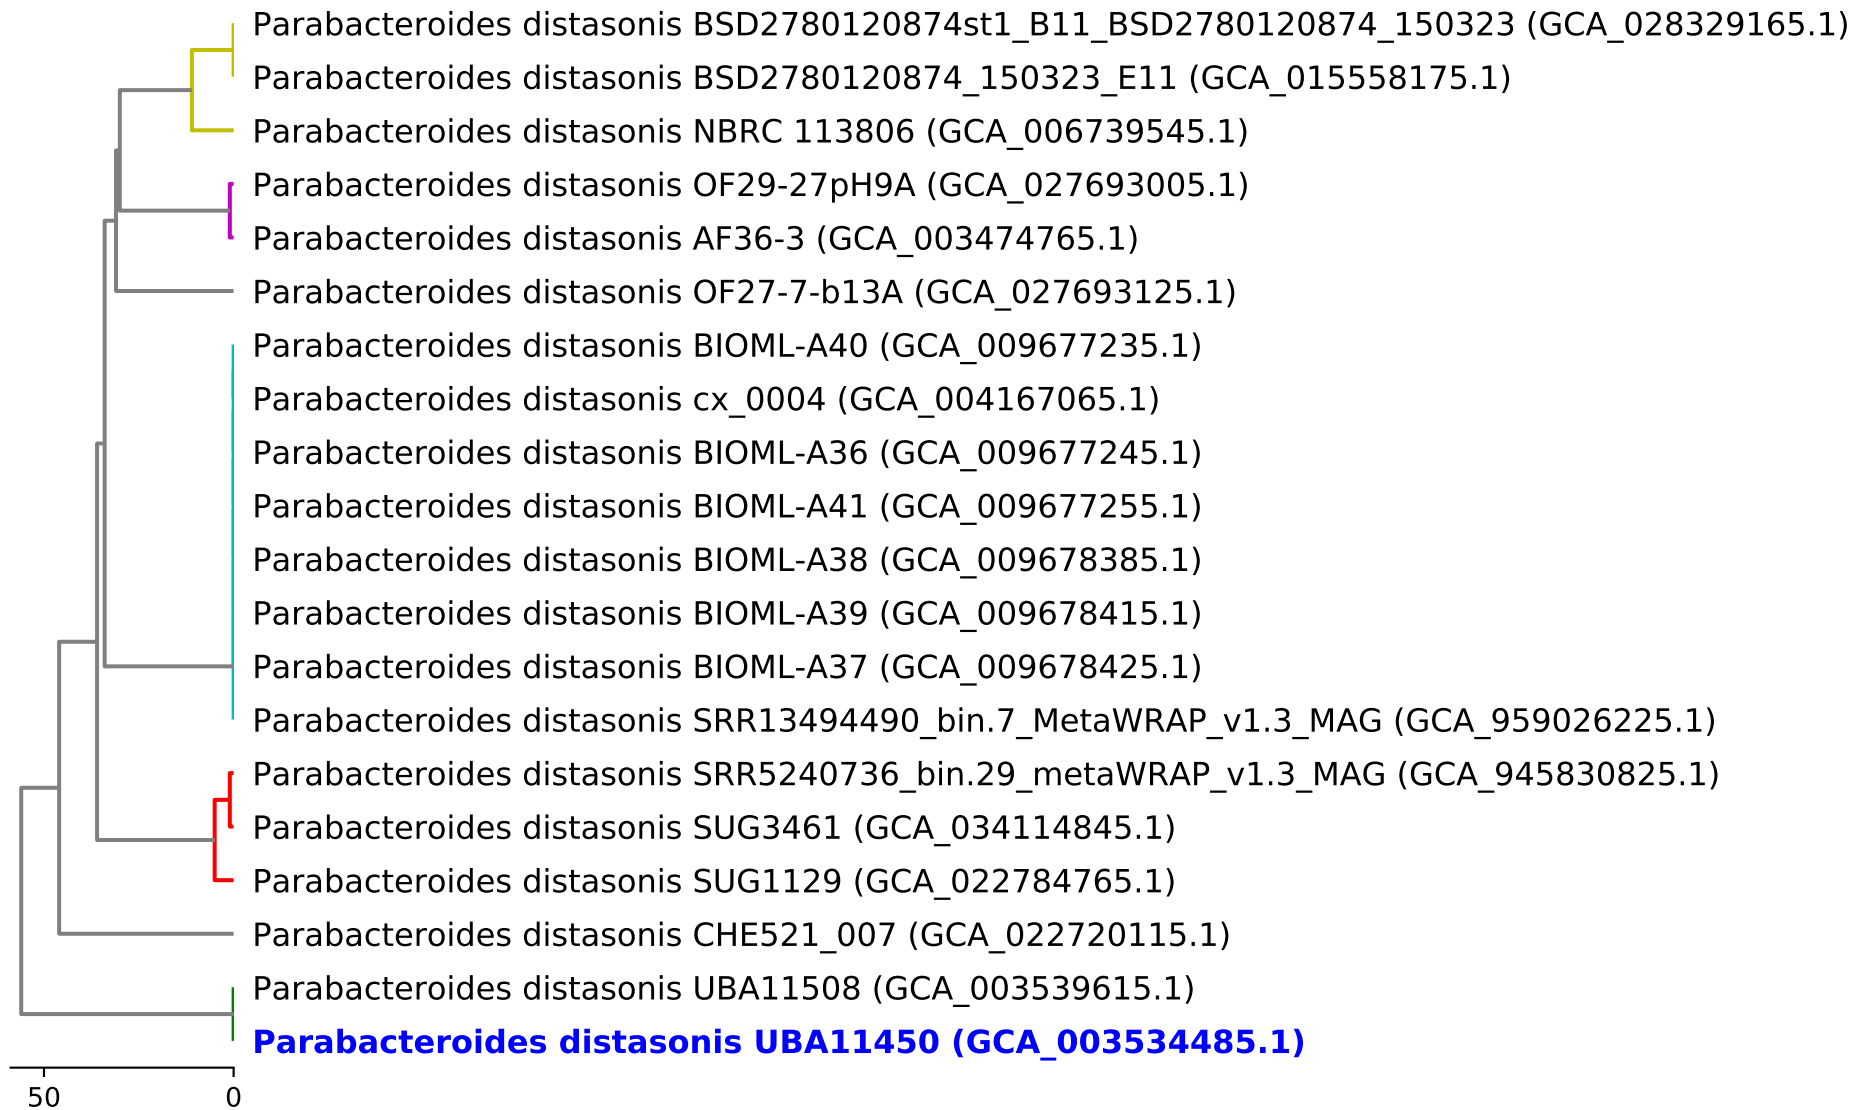 Parabacteroides distasonis BSD2780120874st1_B11_BSD2780120874_150323 (GCA_028329165.1)
Parabacteroides distasonis BSD2780120874_150323_E11 (GCA_015558175.1)
Parabacteroides distasonis NBRC 113806 (GCA_006739545.1)
Parabacteroides distasonis OF29-27pH9A (GCA_027693005.1)
Parabacteroides distasonis AF36-3 (GCA_003474765.1)
Parabacteroides distasonis OF27-7-b13A (GCA_027693125.1)
Parabacteroides distasonis BIOML-A40 (GCA_009677235.1)
Parabacteroides distasonis cx_0004 (GCA_004167065.1)
Parabacteroides distasonis BIOML-A36 (GCA_009677245.1)
Parabacteroides distasonis BIOML-A41 (GCA_009677255.1)
Parabacteroides distasonis BIOML-A38 (GCA_009678385.1)
Parabacteroides distasonis BIOML-A39 (GCA_009678415.1)
Parabacteroides distasonis BIOML-A37 (GCA_009678425.1)
Parabacteroides distasonis SRR13494490_bin.7_MetaWRAP_v1.3_MAG (GCA_959026225.1)
Parabacteroides distasonis SRR5240736_bin.29_metaWRAP_v1.3_MAG (GCA_945830825.1)
Parabacteroides distasonis SUG3461 (GCA_034114845.1)
Parabacteroides distasonis SUG1129 (GCA_022784765.1)
Parabacteroides distasonis CHE521_007 (GCA_022720115.1)
Parabacteroides distasonis UBA11508 (GCA_003539615.1)
Parabacteroides distasonis UBA11450 (GCA_003534485.1)
50 0